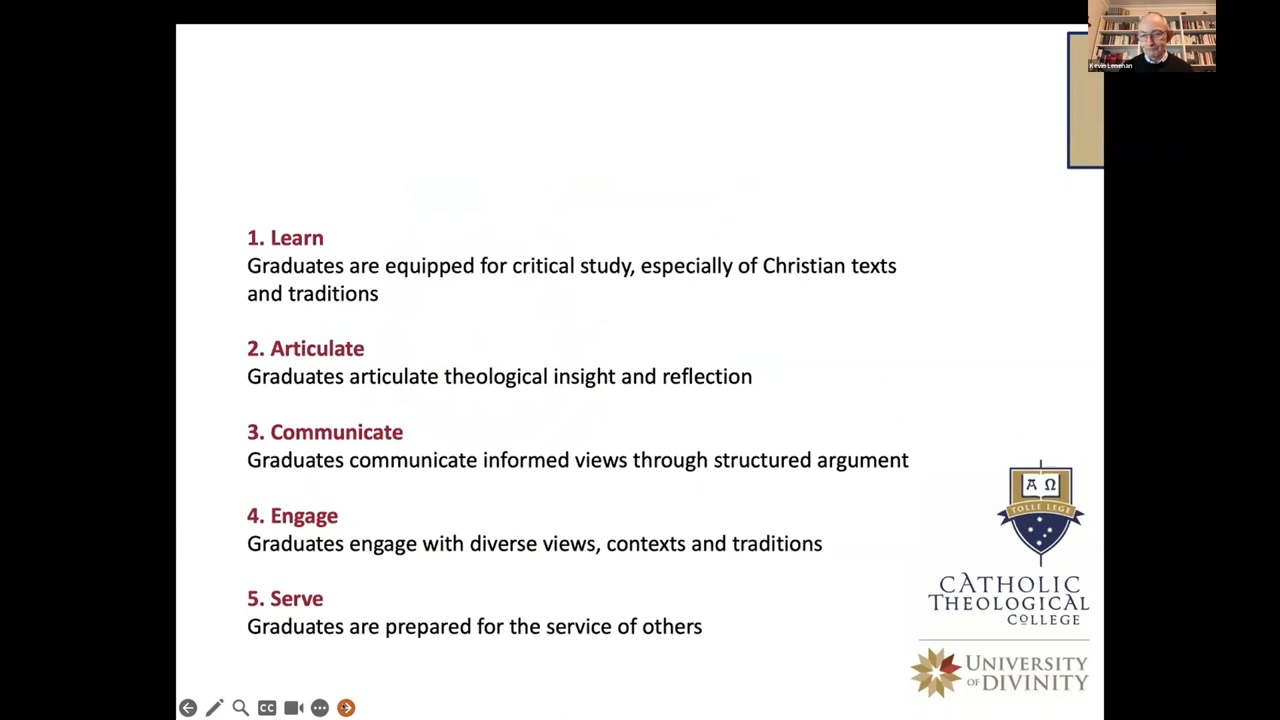 Kevin Lenehan
1. Learn
Graduates are equipped for critical study, especially of Christian texts
and traditions
2. Articulate
Graduates articulate theological insight and reflection
3. Communicate
Graduates communicate informed views through structured argument
4. Engage
Graduates engage with diverse views, contexts and traditions
5. Serve
Graduates are prepared for the service of others
Α Ω
TOLLE LEGE
CATHOLIC
THEOLOGICAL
COLLEGE
UNIVERSITY
OF DIVINITY
CC